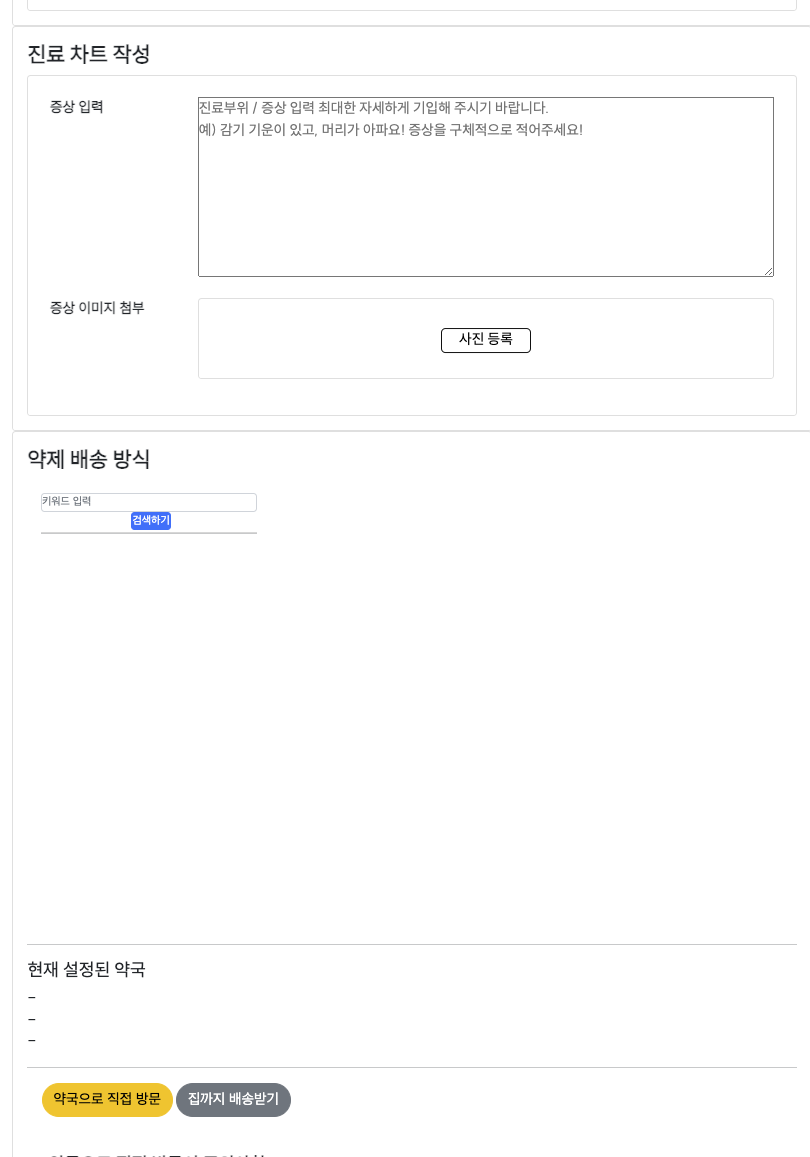 진료 차트 작성
증상 입력
진료부위 / 증상 입력 최대한 자세하게 기입해 주시기 바랍니다.
예) 감기 기운이 있고, 머리가 아파요! 증상을 구체적으로 적어주세요!
증상 이미지 첨부
사진 등록
약제 배송 방식
키워드 입력
검색하기
현재 설정된 약국
-
-
-
약국으로 직접 방문 집까지 배송받기